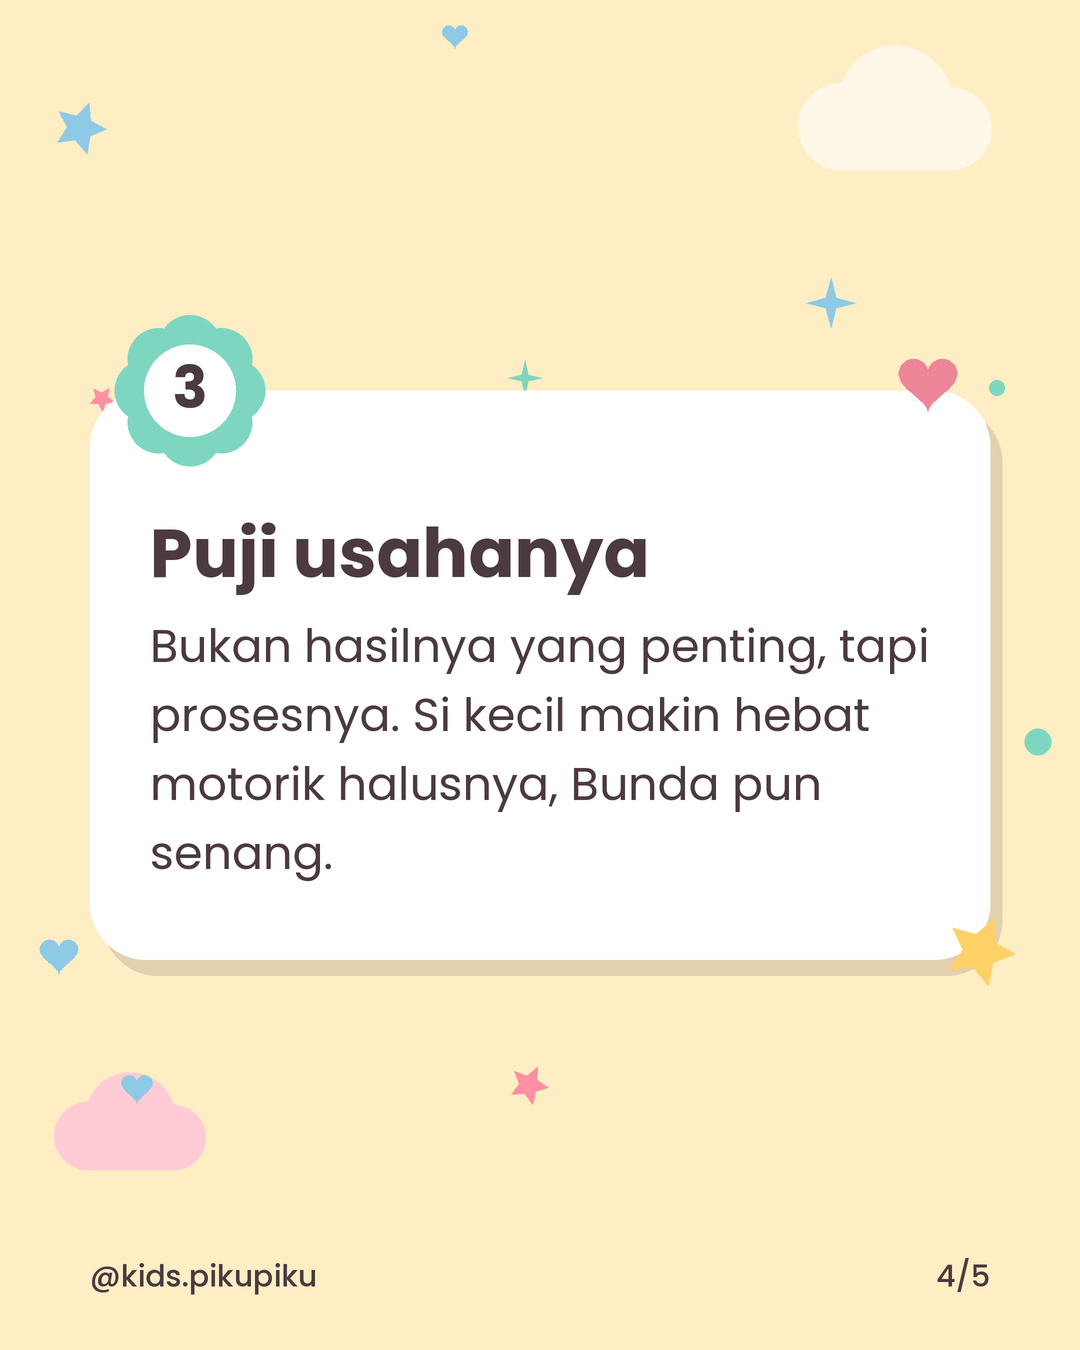 3
Puji usahanya
Bukan hasilnya yang penting, tapi
prosesnya. Si kecil makin hebat
motorik halusnya, Bunda pun
senang.
@kids.pikupiku
4/5